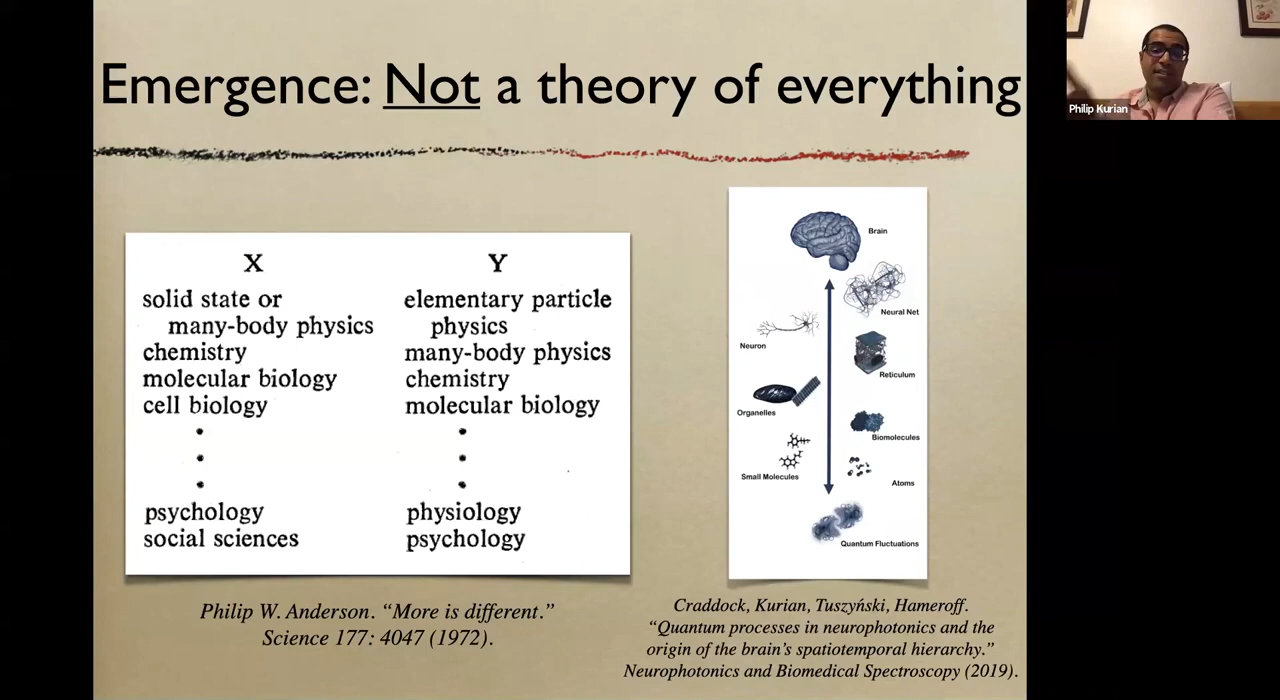 Emergence: Not a theory of everything
Philip Kurian
X Y
solid state or elementary particle
many-body physics physics
chemistry many-body physics
molecular biology chemistry
cell biology molecular biology
psychology physiology
social sciences psychology
Philip W. Anderson. “More is different.”
Science 177: 4047 (1972).
Brain
Neural Net
Neuron
Reticulum
Organelles
Biomolecules
Small Molecules
Atoms
Quantum Fluctuations
Craddock, Kurian, Tuszyński, Hameroff.
“Quantum processes in neurophotonics and the
origin of the brain’s spatiotemporal hierarchy.”
Neurophotonics and Biomedical Spectroscopy (2019).